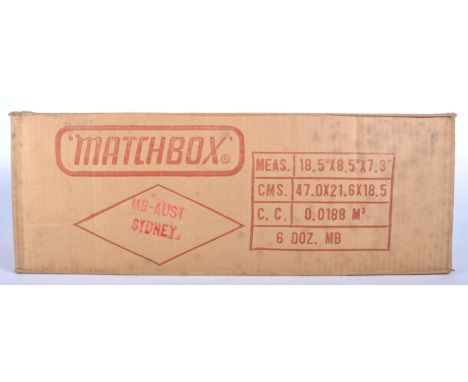 "MATCHBOX"®
MB-AUST
SYDNEY.
MEAS. 18.5"X8.5"X7.3"
CMS. 47.0X21.6X18.5
C.C. 0.0188 M³
6 DOZ. MB